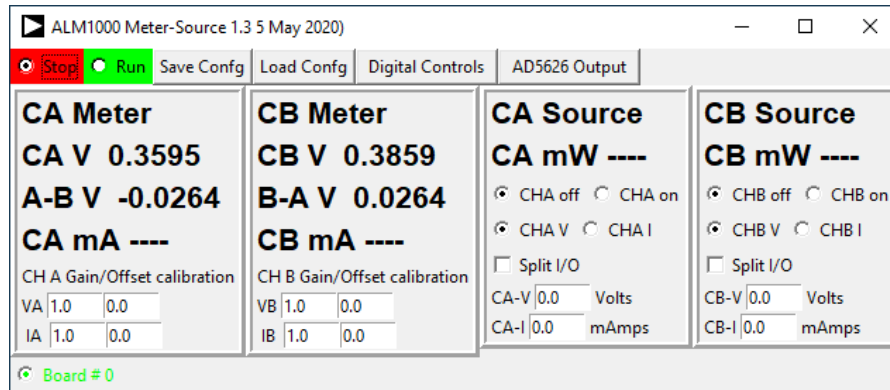 ALM1000 Meter-Source 1.3 5 May 2020)
Stop Run Save Confg Load Confg Digital Controls AD5626 Output
CA Meter
CA V 0.3595
A-B V -0.0264
CA mA ----
CH A Gain/Offset calibration
VA 1.0 0.0
IA 1.0 0.0
CB Meter
CB V 0.3859
B-A V 0.0264
CB mA ----
CH B Gain/Offset calibration
VB 1.0 0.0
IB 1.0 0.0
CA Source
CA mW ----
CHA off CHA on
CHA V CHA I
Split I/O
CA-V 0.0 Volts
CA-I 0.0 mAmps
CB Source
CB mW ----
CHB off CHB on
CHB V CHB I
Split I/O
CB-V 0.0 Volts
CB-I 0.0 mAmps
Board # 0